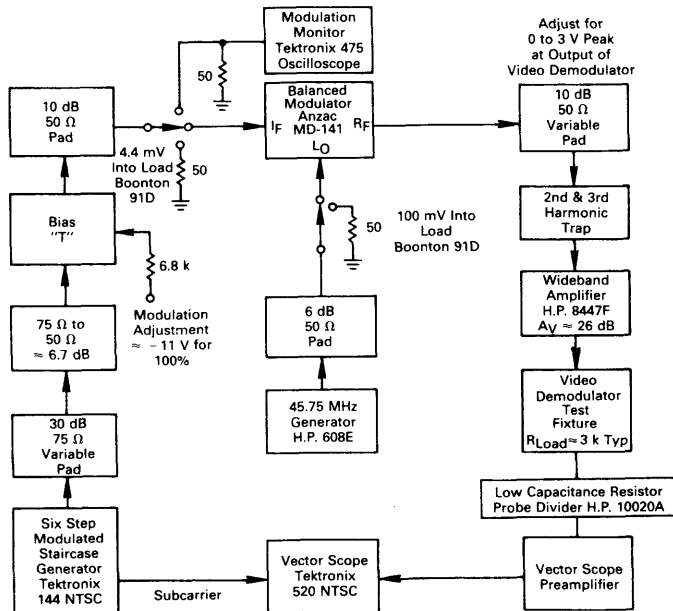 Modulation
Monitor
Tektronix 475
Oscilloscope
50
Adjust for
0 to 3 V Peak
at Output of
Video Demodulator
10 dB
50 Ω
Pad
4.4 mV
Into Load
Boonton
91D
50
Balanced
Modulator
Anzac
MD-141
IF
RF
LO
10 dB
50 Ω
Variable
Pad
Bias
"T"
6.8 k
Modulation
Adjustment
≈ −11 V for
100%
50
100 mV Into
Load
Boonton 91D
2nd & 3rd
Harmonic
Trap
75 Ω to
50 Ω
≈ 6.7 dB
6 dB
50 Ω
Pad
Wideband
Amplifier
H.P. 8447F
AV ≈ 26 dB
30 dB
75 Ω
Variable
Pad
45.75 MHz
Generator
H.P. 608E
Video
Demodulator
Test
Fixture
RLoad ≈ 3 k Typ
Low Capacitance Resistor
Probe Divider H.P. 10020A
Six Step
Modulated
Staircase
Generator
Tektronix
144 NTSC
Subcarrier
Vector Scope
Tektronix
520 NTSC
Vector Scope
Preamplifier